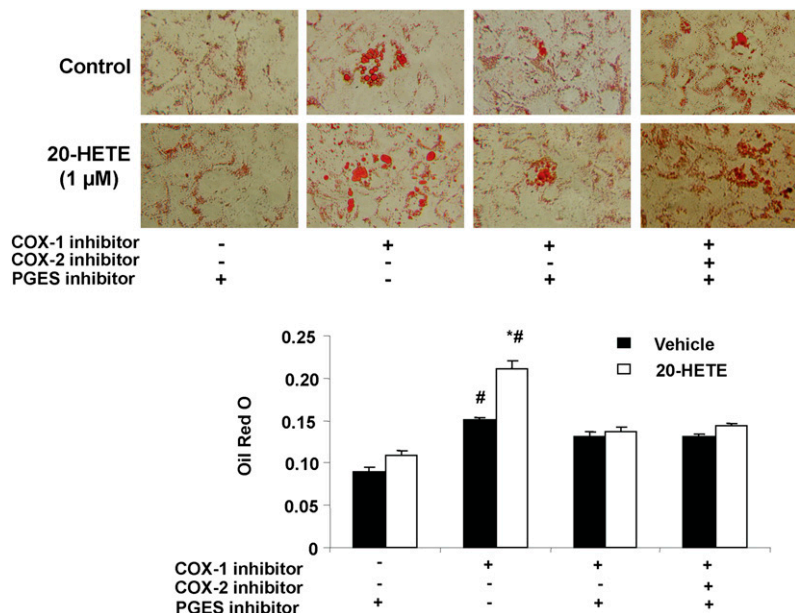 Control
20-HETE
(1 µM)
COX-1 inhibitor - + + +
COX-2 inhibitor - - - +
PGES inhibitor + - + +
*#
#
Vehicle
20-HETE
0.25
0.20
0.15
0.10
0.05
0
Oil Red O
COX-1 inhibitor - + + +
COX-2 inhibitor - - - +
PGES inhibitor + - + +